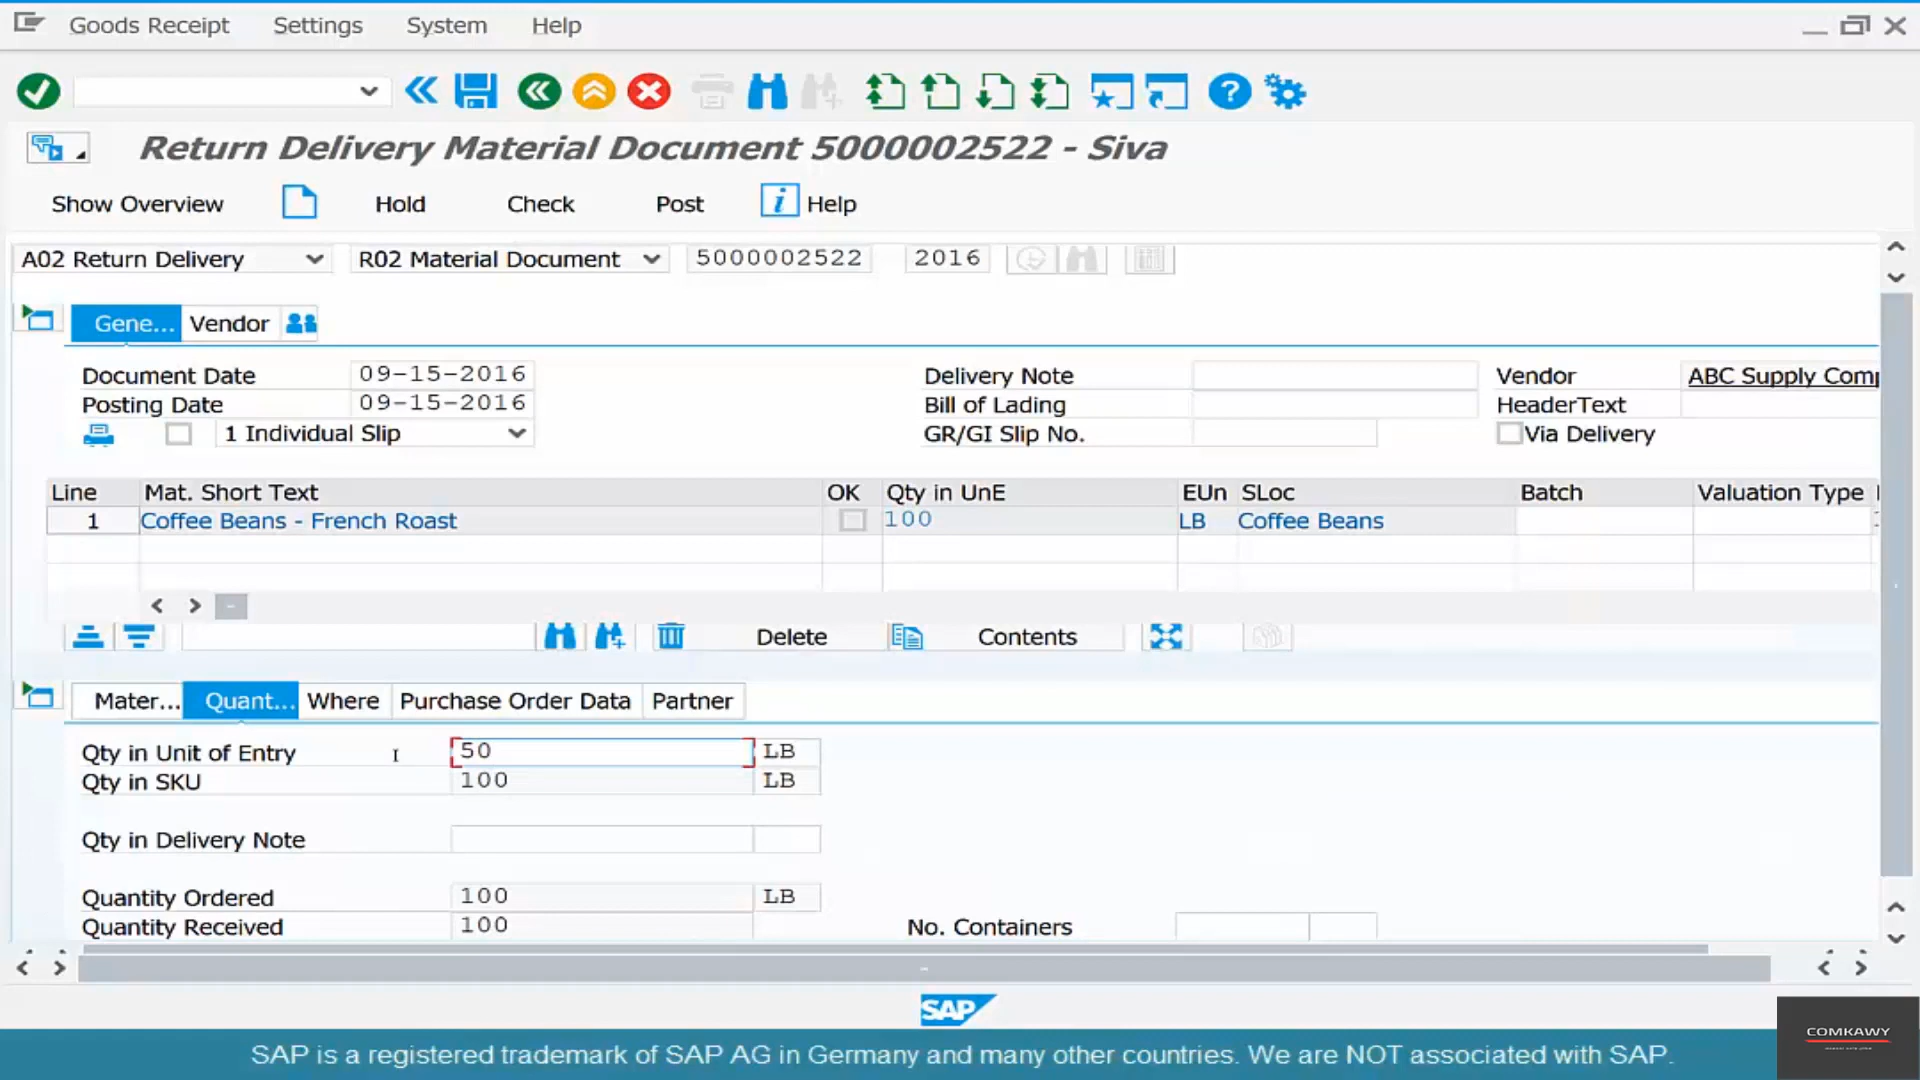 Goods Receipt Settings System Help
Return Delivery Material Document 5000002522 - Siva
Show Overview Hold Check Post i Help
A02 Return Delivery R02 Material Document 5000002522 2016
Gene... Vendor
Document Date 09-15-2016 Delivery Note Vendor ABC Supply Comp
Posting Date 09-15-2016 Bill of Lading HeaderText
1 Individual Slip GR/GI Slip No. Via Delivery
Line Mat. Short Text OK Qty in UnE EUn SLoc Batch Valuation Type
1 Coffee Beans - French Roast 100 LB Coffee Beans
Delete Contents
Mater... Quant... Where Purchase Order Data Partner
Qty in Unit of Entry 50 LB
Qty in SKU 100 LB
Qty in Delivery Note
Quantity Ordered 100 LB
Quantity Received 100 No. Containers
SAP
SAP is a registered trademark of SAP AG in Germany and many other countries. We are NOT associated with SAP.
COMKAWY